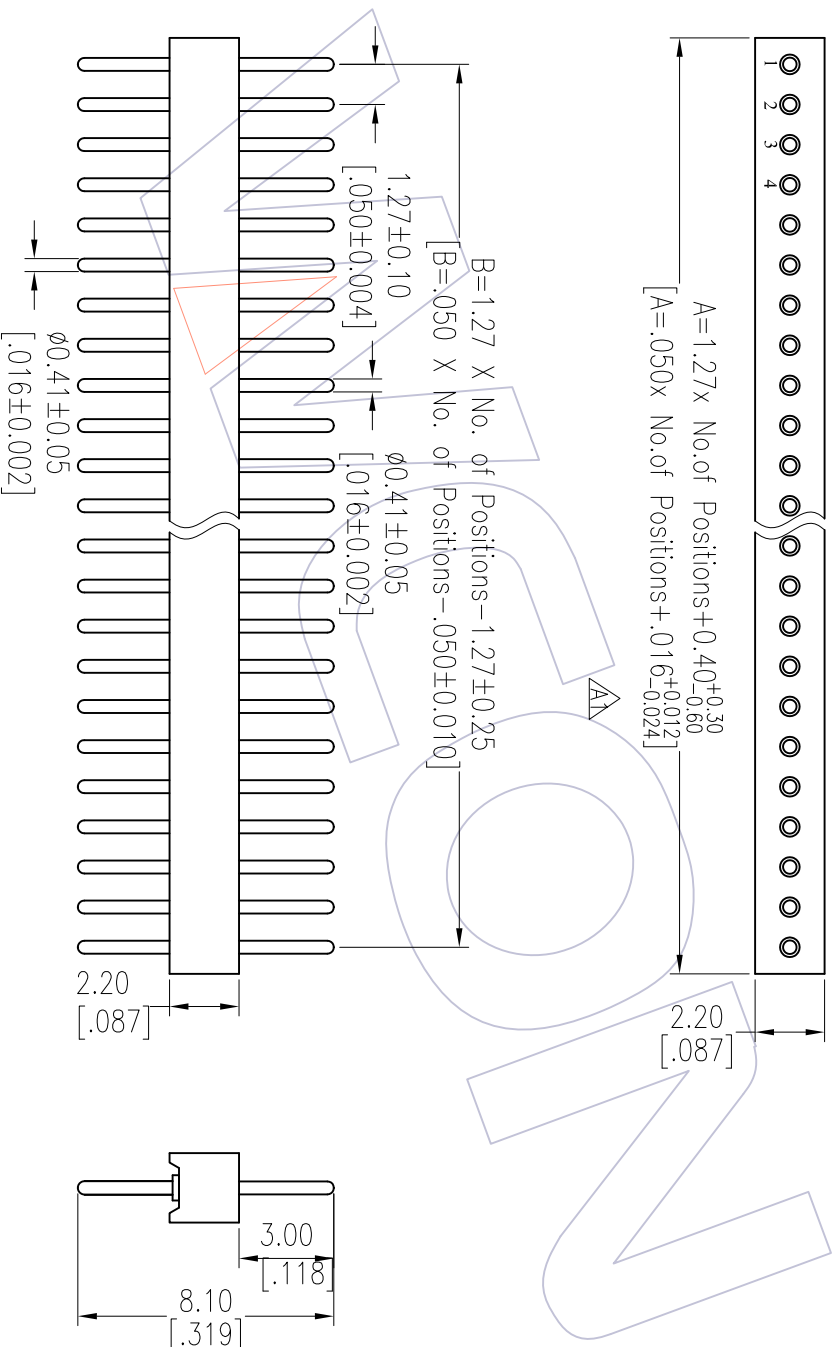 1
2
3
4
A=1.27x No.of Positions+0.40+0.30-0.60
[A=.050x No.of Positions+.016+0.012-0.024]
A1
B=1.27 X No. of Positions-1.27±0.25
[B=.050 X No. of Positions-.050±0.010]
1.27±0.10
[.050±0.004]
Ø0.41±0.05
[.016±0.002]
Ø0.41±0.05
[.016±0.002]
2.20
[.087]
2.20
[.087]
3.00
[.118]
8.10
[.319]
WCON